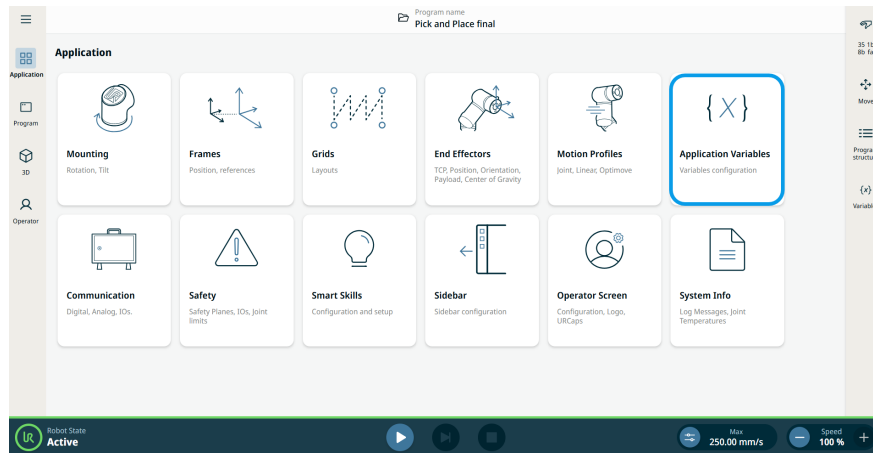 Program name
Pick and Place final
Application
Application
Program
3D
Operator
Mounting
Rotation, Tilt
Frames
Position, references
Grids
Layouts
End Effectors
TCP, Position, Orientation,
Payload, Center of Gravity
Motion Profiles
Joint, Linear, Optimove
{X}
Application Variables
Variables configuration
Communication
Digital, Analog, IOs.
Safety
Safety Planes, IOs, Joint
limits
Smart Skills
Configuration and setup
Sidebar
Sidebar configuration
Operator Screen
Configuration, Logo,
URCaps
System Info
Log Messages, Joint
Temperatures
Move
{x}
UR
Robot State
Active
Max
250.00 mm/s
Speed
100 %